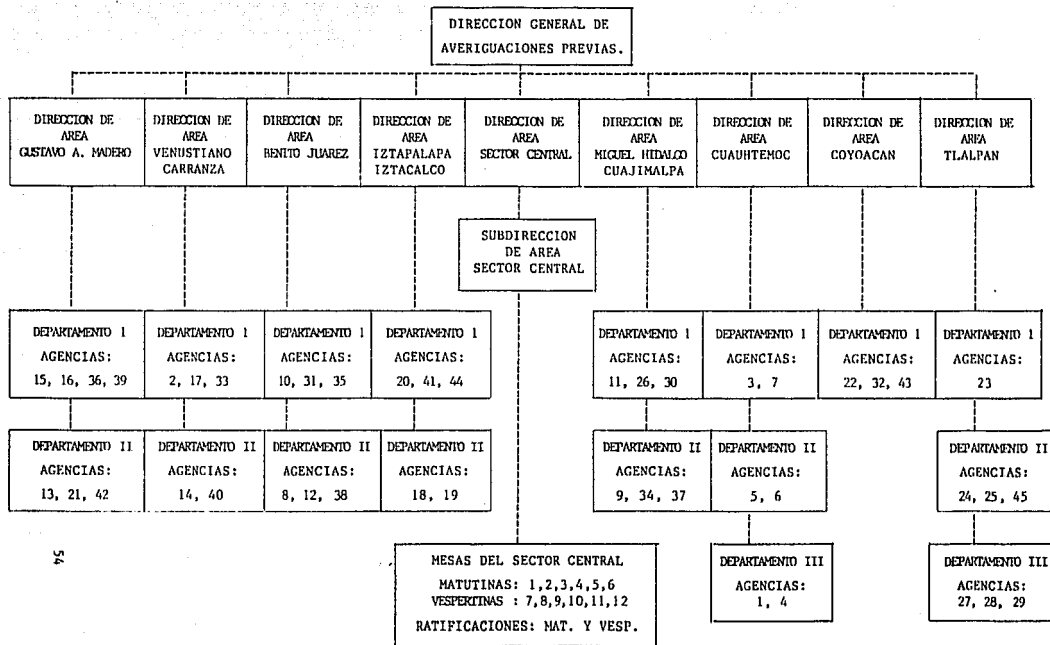 DIRECCION GENERAL DE
AVERIGUACIONES PREVIAS.
DIRECCION DE
AREA
GUSTAVO A. MADERO
DIRECCION DE
AREA
VENUSTIANO
CARRANZA
DIRECCION DE
AREA
BENITO JUAREZ
DIRECCION DE
AREA
IZTAPALAPA
IZTACALCO
DIRECCION DE
AREA
SECTOR CENTRAL
DIRECCION DE
AREA
MIGUEL HIDALGO
CUAJIMALPA
DIRECCION DE
AREA
CUAUHTEMOC
DIRECCION DE
AREA
COYOACAN
DIRECCION DE
AREA
TLALPAN
SUBDIRECCION
DE AREA
SECTOR CENTRAL
DEPARTAMENTO I
AGENCIAS:
15, 16, 36, 39
DEPARTAMENTO I
AGENCIAS:
2, 17, 33
DEPARTAMENTO I
AGENCIAS:
10, 31, 35
DEPARTAMENTO I
AGENCIAS:
20, 41, 44
DEPARTAMENTO I
AGENCIAS:
11, 26, 30
DEPARTAMENTO I
AGENCIAS:
3, 7
DEPARTAMENTO I
AGENCIAS:
22, 32, 43
DEPARTAMENTO I
AGENCIAS:
23
DEPARTAMENTO II
AGENCIAS:
13, 21, 42
DEPARTAMENTO II
AGENCIAS:
14, 40
DEPARTAMENTO II
AGENCIAS:
8, 12, 38
DEPARTAMENTO II
AGENCIAS:
18, 19
DEPARTAMENTO II
AGENCIAS:
9, 34, 37
DEPARTAMENTO II
AGENCIAS:
5, 6
DEPARTAMENTO II
AGENCIAS:
24, 25, 45
MESAS DEL SECTOR CENTRAL
MATUTINAS: 1,2,3,4,5,6
VESPERTINAS : 7,8,9,10,11,12
RATIFICACIONES: MAT. Y VESP.
DEPARTAMENTO III
AGENCIAS:
1, 4
DEPARTAMENTO III
AGENCIAS:
27, 28, 29
54